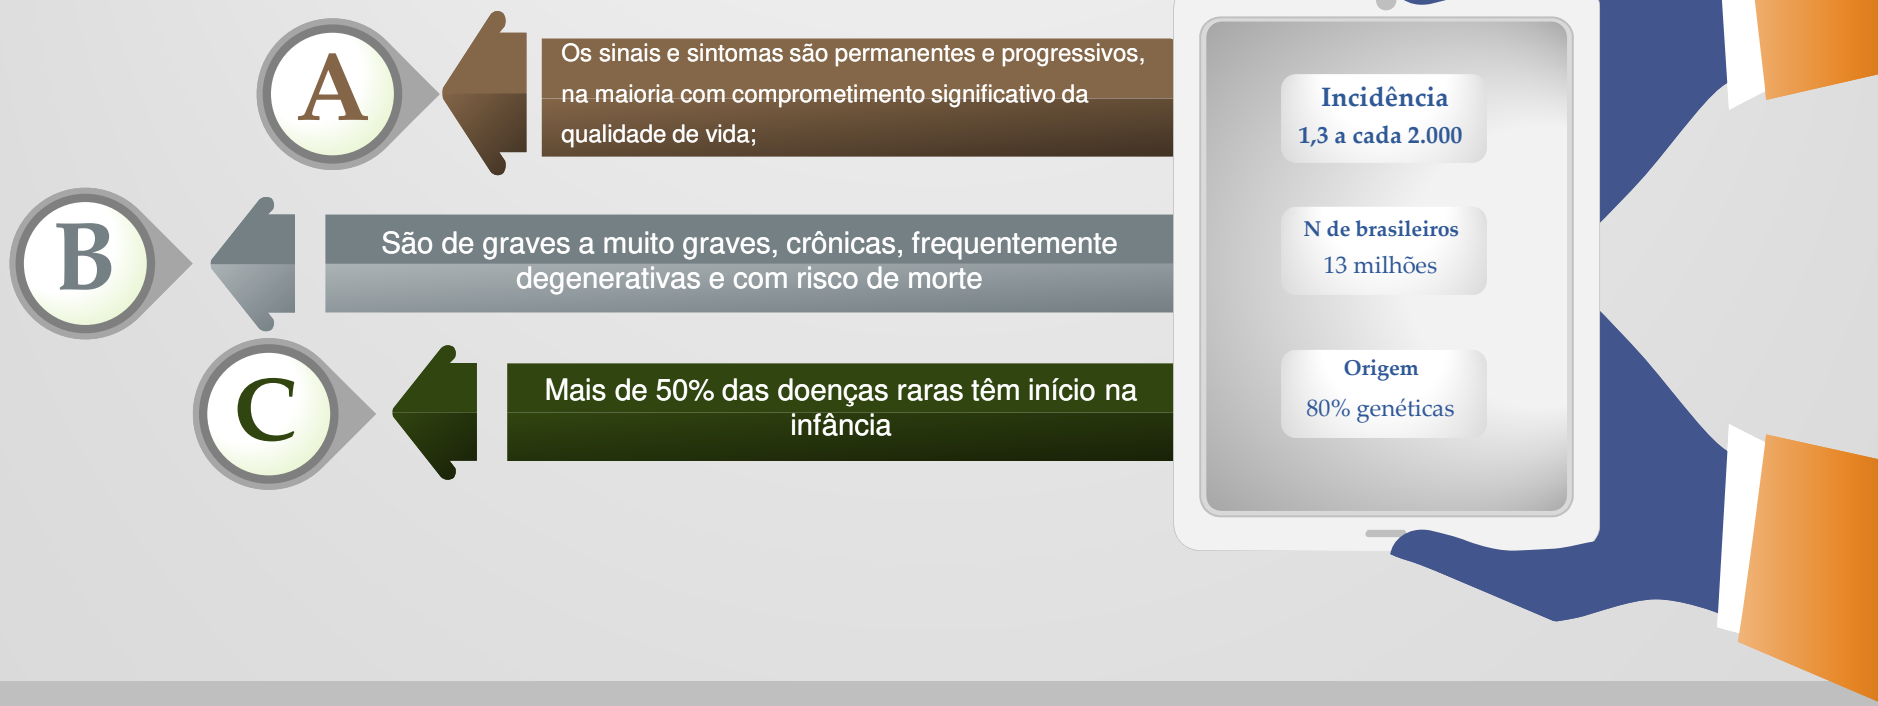 A
Os sinais e sintomas são permanentes e progressivos,
na maioria com comprometimento significativo da
qualidade de vida;
B
São de graves a muito graves, crônicas, frequentemente
degenerativas e com risco de morte
C
Mais de 50% das doenças raras têm início na
infância
Incidência
1,3 a cada 2.000
N de brasileiros
13 milhões
Origem
80% genéticas